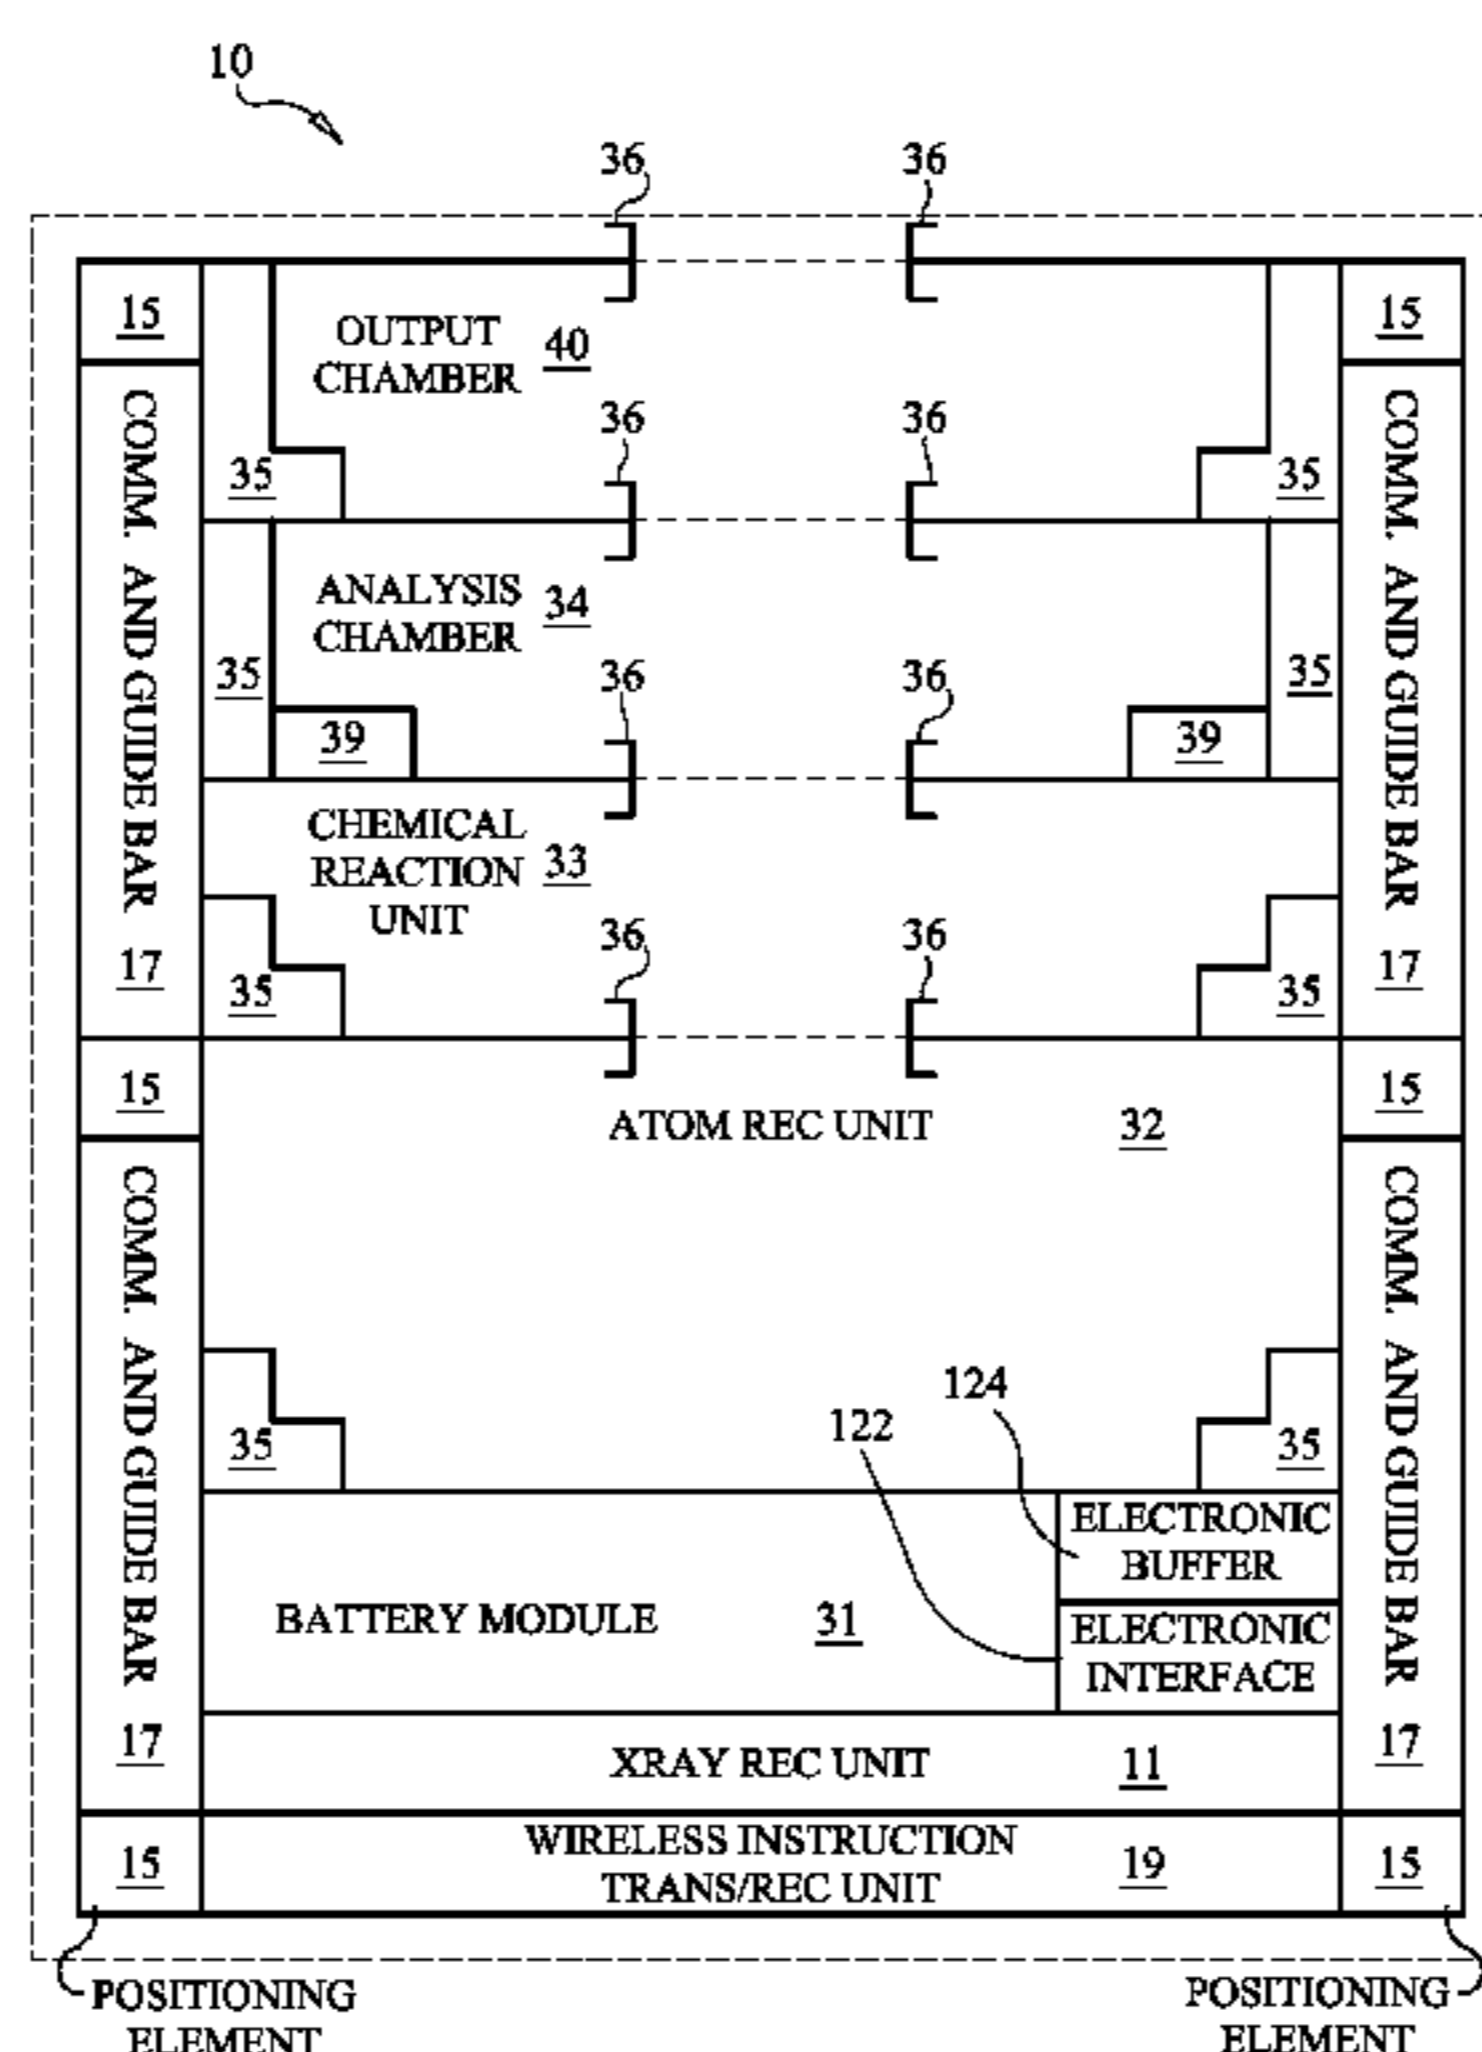 10
36 36
15 15
OUTPUT
CHAMBER 40
36 36
35 35
COMM. AND GUIDE BAR 17
COMM. AND GUIDE BAR 17
ANALYSIS
CHAMBER 34
36 36
35 35
39 39
CHEMICAL
REACTION 33
UNIT
36 36
35 35
15 15
ATOM REC UNIT 32
COMM. AND GUIDE BAR 17
COMM. AND GUIDE BAR 17
124
122
35 35
ELECTRONIC
BUFFER
BATTERY MODULE 31
ELECTRONIC
INTERFACE
XRAY REC UNIT 11
WIRELESS INSTRUCTION
TRANS/REC UNIT 19
15 15
POSITIONING
ELEMENT
POSITIONING
ELEMENT